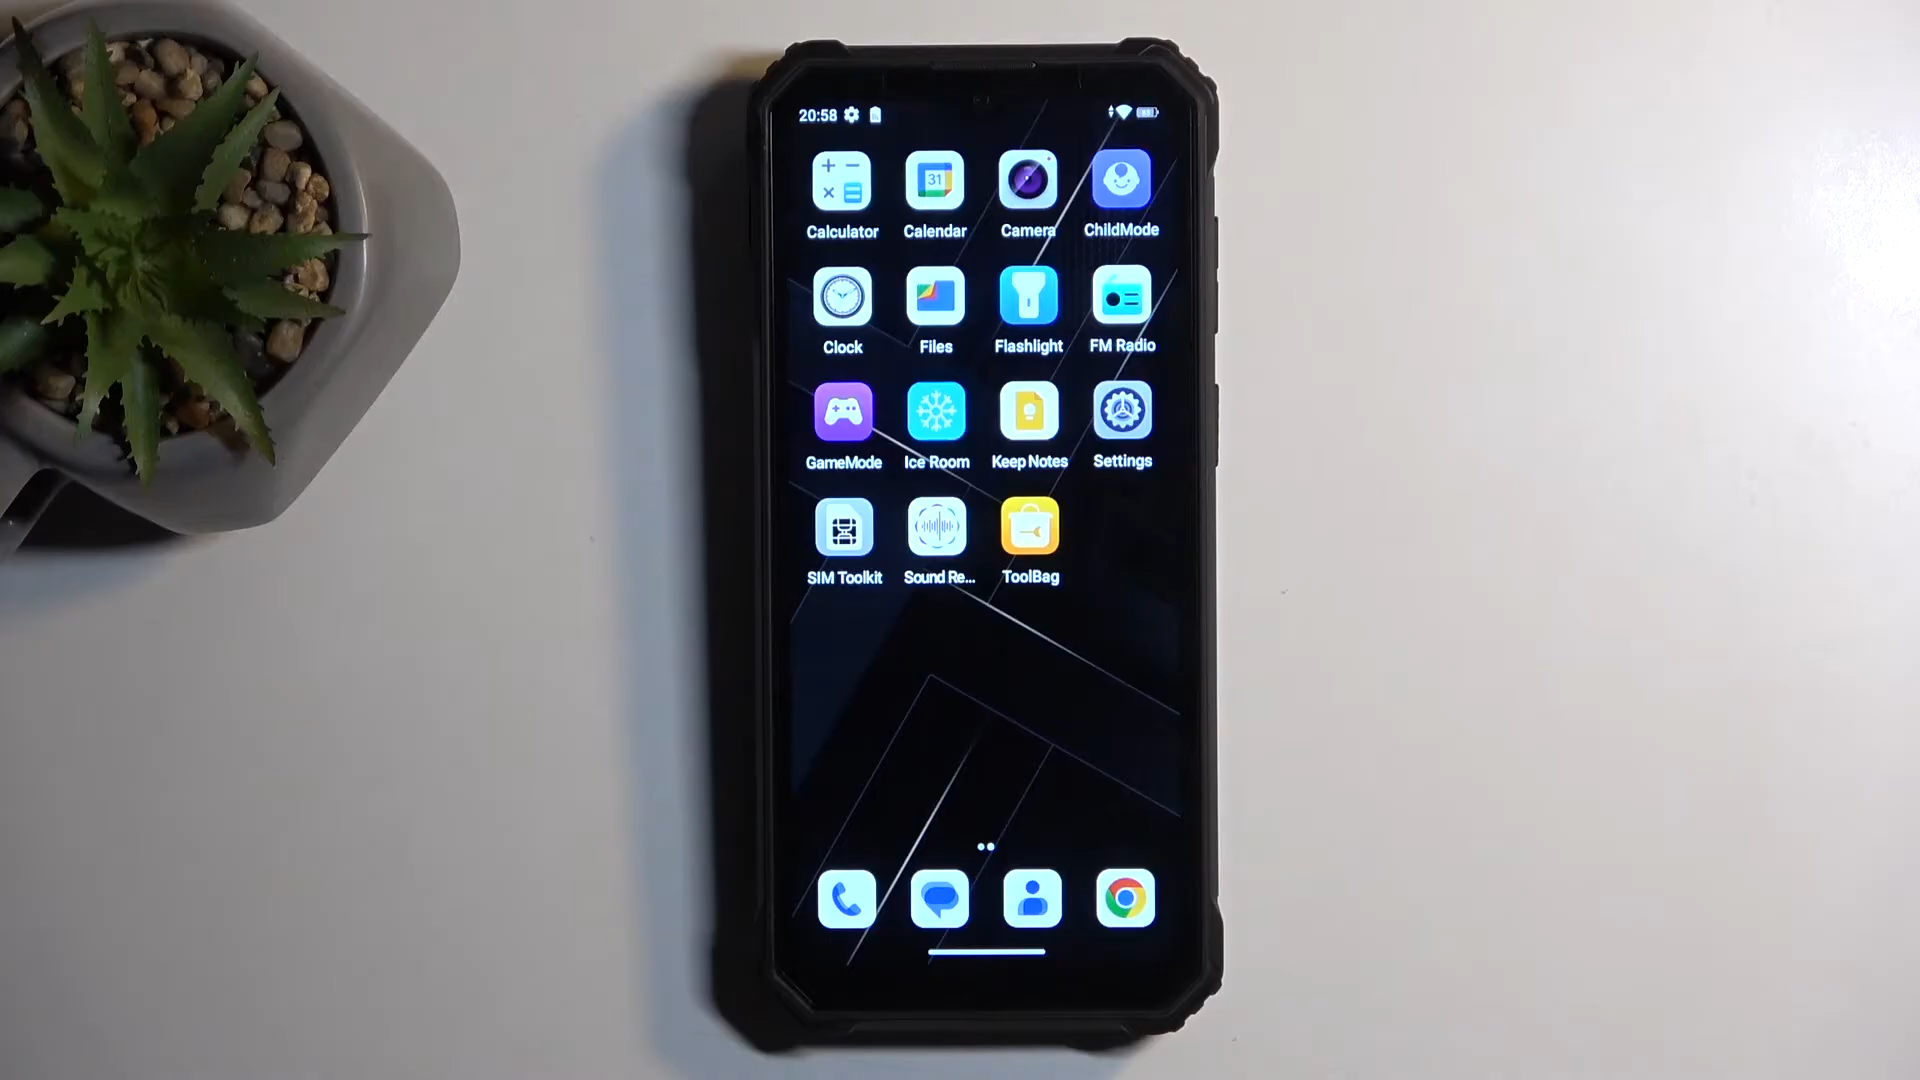 20:58
31
Calculator Calendar Camera ChildMode
Clock Files Flashlight FM Radio
GameMode Ice Room Keep Notes Settings
SIM Toolkit Sound Re... ToolBag